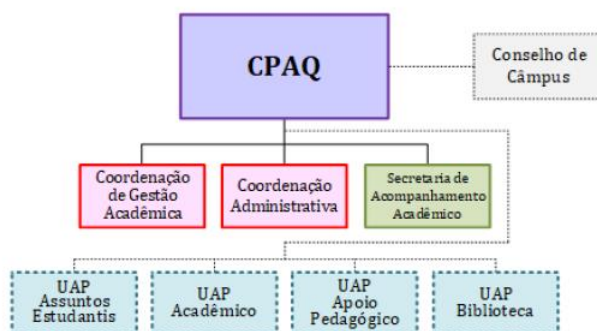 CPAQ
Conselho de
Câmpus
Coordenação
de Gestão
Acadêmica
Coordenação
Administrativa
Secretaria de
Acompanhamento
Acadêmico
UAP
Assuntos
Estudantis
UAP
Acadêmico
UAP
Apoio
Pedagógico
UAP
Biblioteca